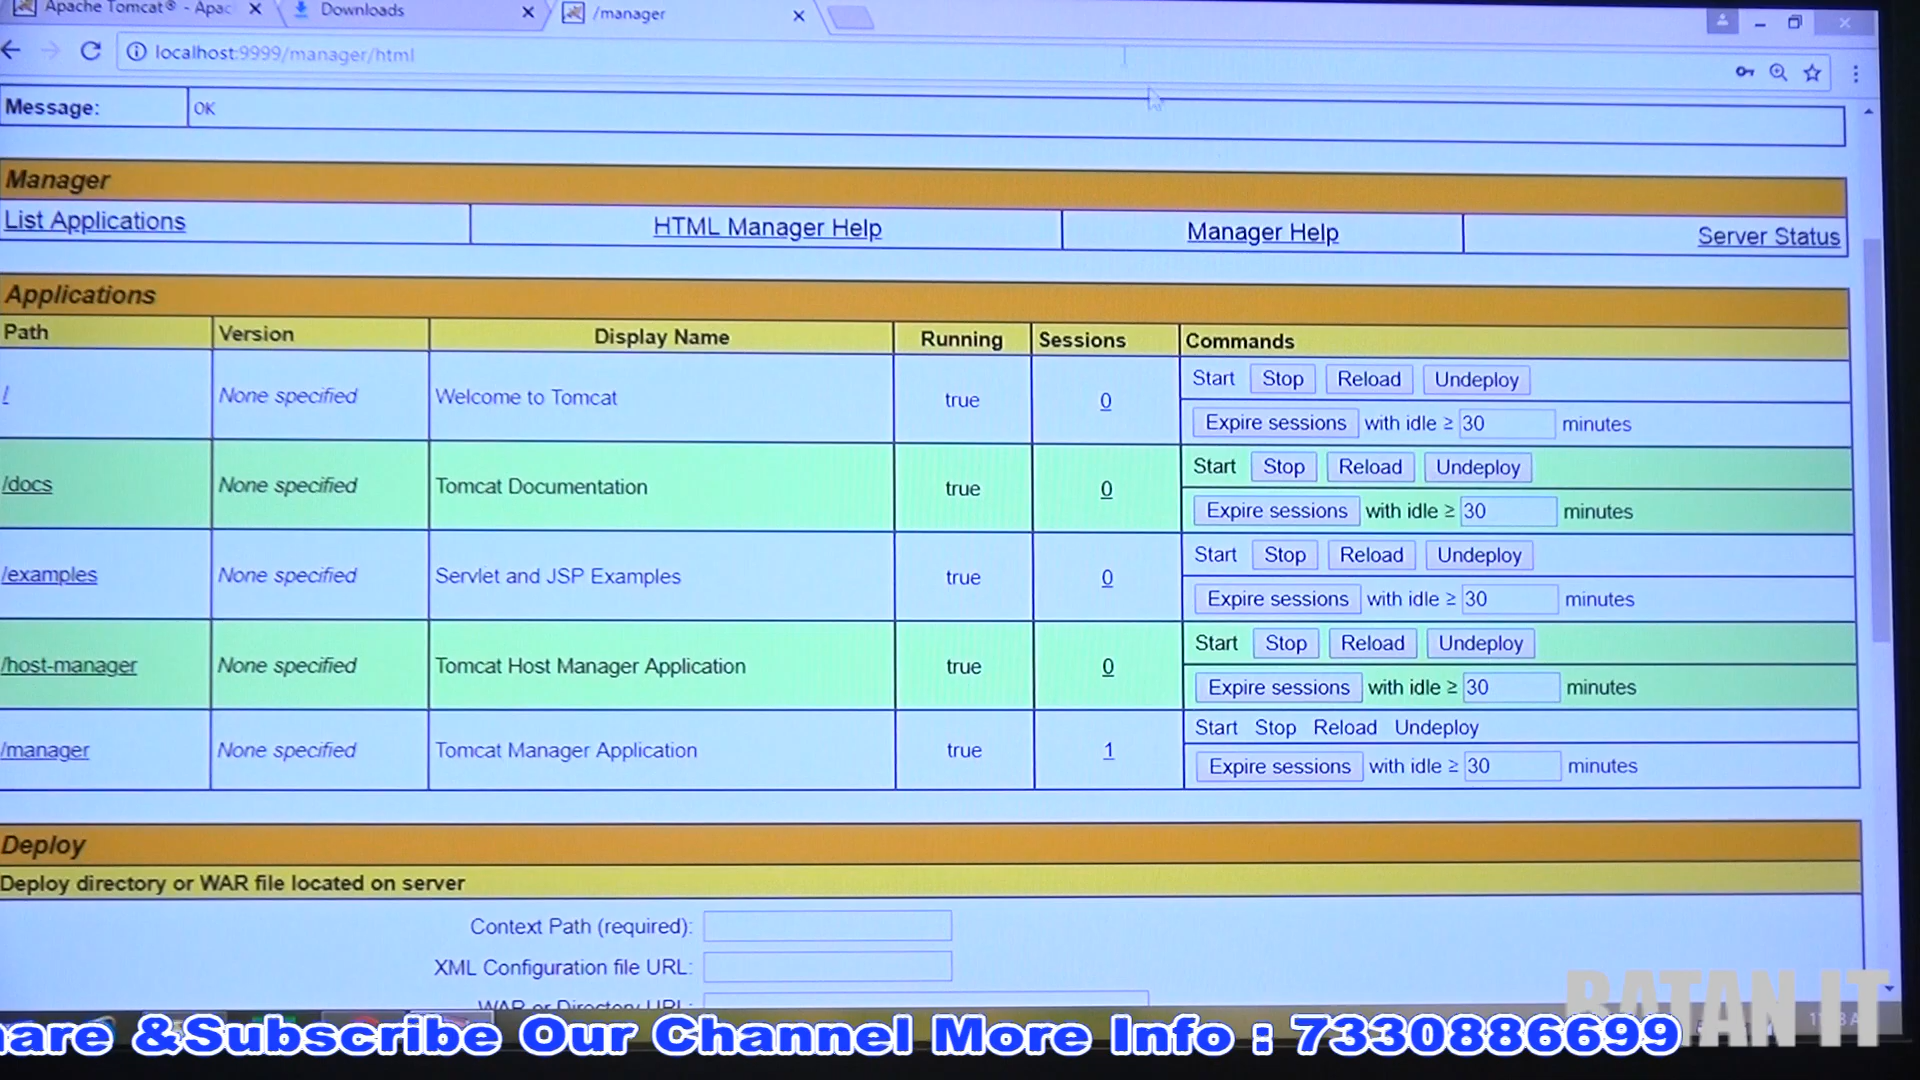 Apache Tomcat® - Apac
Downloads
/manager
localhost:9999/manager/html
Message: OK
Manager
List Applications HTML Manager Help Manager Help Server Status
Applications
Path Version Display Name Running Sessions Commands
/ None specified Welcome to Tomcat true 0 Start Stop Reload Undeploy
Expire sessions with idle ≥ 30 minutes
/docs None specified Tomcat Documentation true 0 Start Stop Reload Undeploy
Expire sessions with idle ≥ 30 minutes
/examples None specified Servlet and JSP Examples true 0 Start Stop Reload Undeploy
Expire sessions with idle ≥ 30 minutes
/host-manager None specified Tomcat Host Manager Application true 0 Start Stop Reload Undeploy
Expire sessions with idle ≥ 30 minutes
/manager None specified Tomcat Manager Application true 1 Start Stop Reload Undeploy
Expire sessions with idle ≥ 30 minutes
Deploy
Deploy directory or WAR file located on server
Context Path (required):
XML Configuration file URL:
WAR or Directory URL:
RATAN IT
hare &Subscribe Our Channel More Info : 7330886699